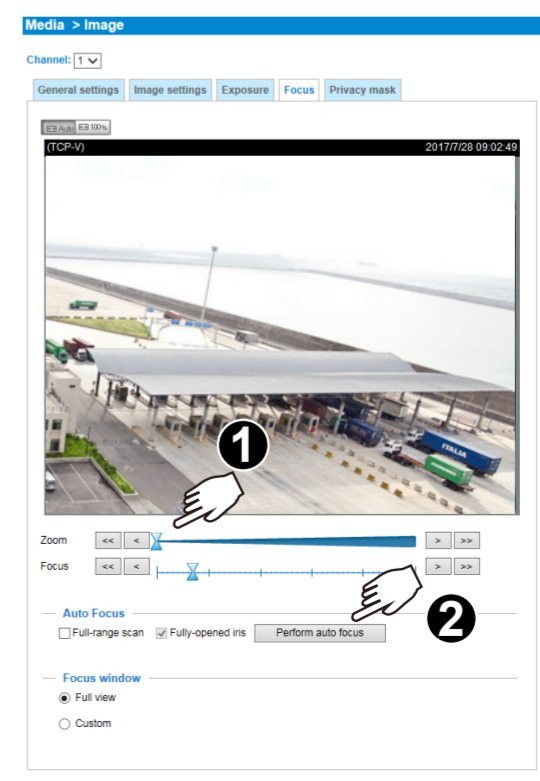 Media > Image
Channel: 1
General settings Image settings Exposure Focus Privacy mask
Auto 100%
(TCP-V) 2017/7/28 09:02:49
ITALIA
1
Zoom << < > >>
Focus << < > >>
2
Auto Focus
Full-range scan Fully-opened iris Perform auto focus
Focus window
Full view
Custom